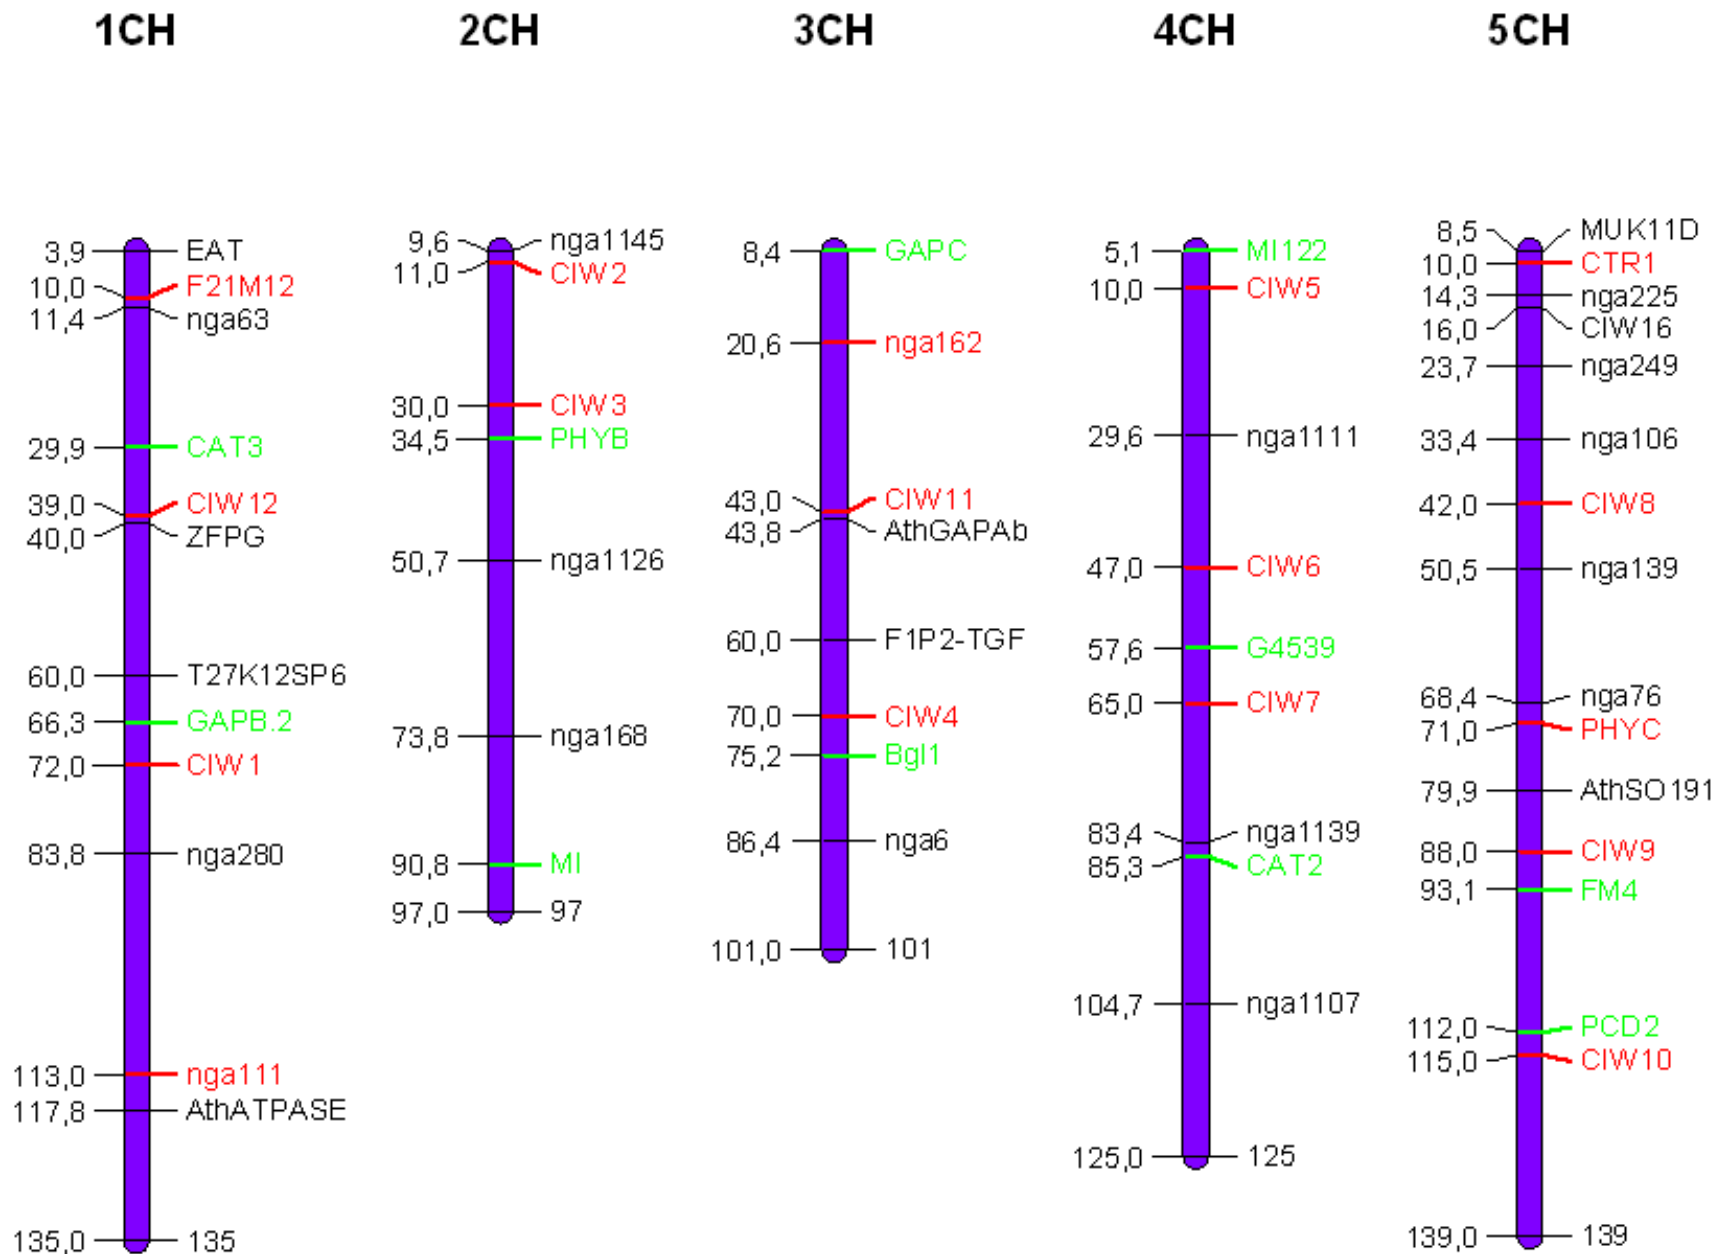 1CH
3,9 EAT
10,0 F21M12
11,4 nga63
29,9 CAT3
39,0 CIW12
40,0 ZFPG
60,0 T27K12SP6
66,3 GAPB.2
72,0 CIW1
83,8 nga280
113,0 nga111
117,8 AthATPASE
135,0 135
2CH
9,6 nga1145
11,0 CIW2
30,0 CIW3
34,5 PHYB
50,7 nga1126
73,8 nga168
90,8 MI
97,0 97
3CH
8,4 GAPC
20,6 nga162
43,0 CIW11
43,8 AthGAPAb
60,0 F1P2-TGF
70,0 CIW4
75,2 Bgl1
86,4 nga6
101,0 101
4CH
5,1 MI122
10,0 CIW5
29,6 nga1111
47,0 CIW6
57,6 G4539
65,0 CIW7
83,4 nga1139
85,3 CAT2
104,7 nga1107
125,0 125
5CH
8,5 MUK11D
10,0 CTR1
14,3 nga225
16,0 CIW16
23,7 nga249
33,4 nga106
42,0 CIW8
50,5 nga139
68,4 nga76
71,0 PHYC
79,9 AthSO191
88,0 CIW9
93,1 FM4
112,0 PCD2
115,0 CIW10
139,0 139